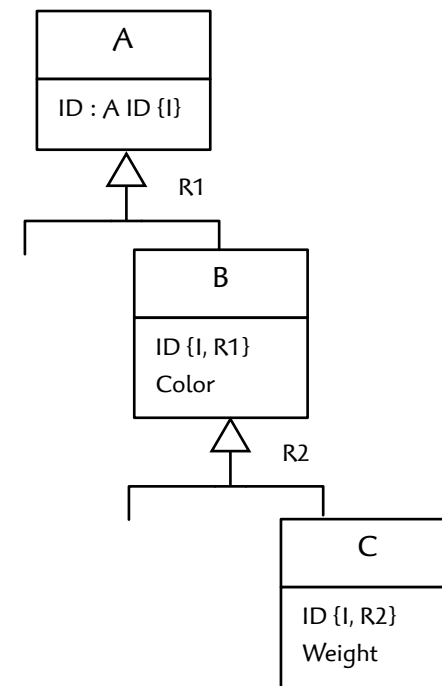 A
ID : A ID {I}
R1
B
ID {I, R1}
Color
R2
C
ID {I, R2}
Weight